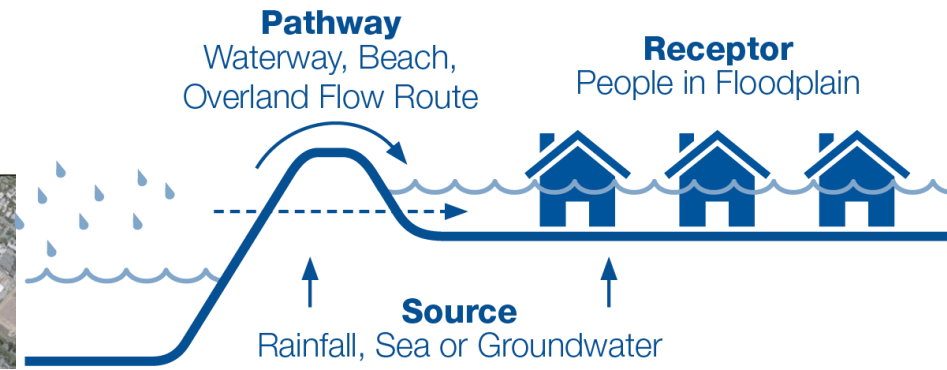 Pathway
Waterway, Beach,
Overland Flow Route
Receptor
People in Floodplain
Source
Rainfall, Sea or Groundwater